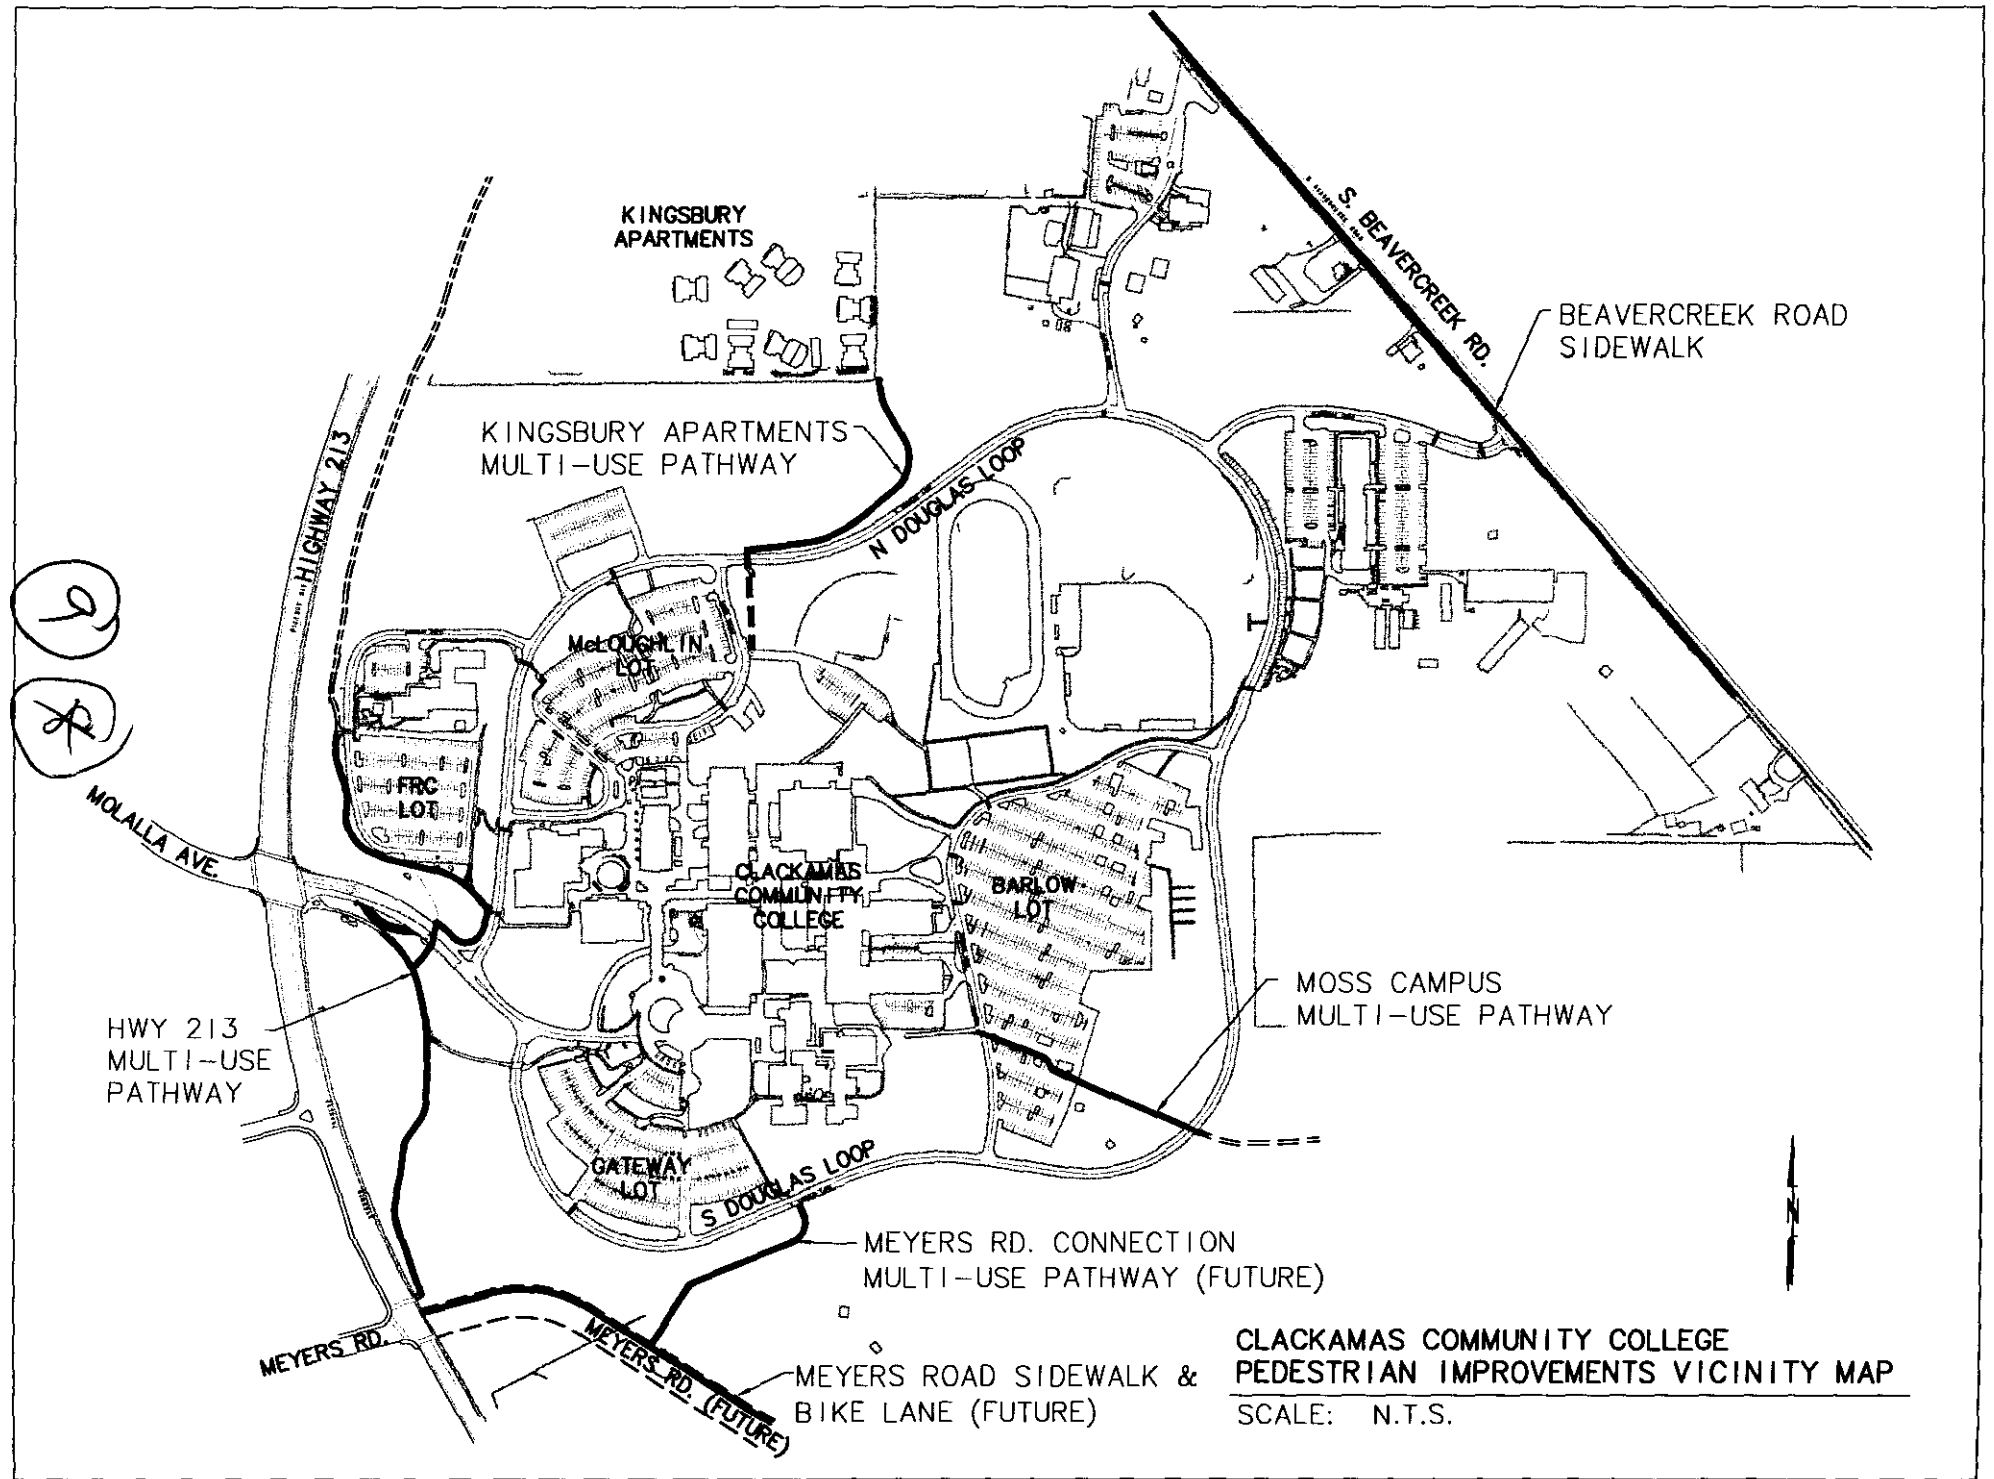 KINGSBURY
APARTMENTS
S. BEAVERCREEK RD.
BEAVERCREEK ROAD
SIDEWALK
KINGSBURY APARTMENTS
MULTI-USE PATHWAY
HIGHWAY 213
N DOUGLAS LOOP
9
McLOUGHLIN
LOT
FRC
LOT
MOLALLA AVE.
CLACKAMAS
COMMUNITY
COLLEGE
BARLOW
LOT
MOSS CAMPUS
MULTI-USE PATHWAY
HWY 213
MULTI-USE
PATHWAY
GATEWAY
LOT
S DOUGLAS LOOP
N
MEYERS RD. CONNECTION
MULTI-USE PATHWAY (FUTURE)
MEYERS RD.
MEYERS RD. (FUTURE)
MEYERS ROAD SIDEWALK &
BIKE LANE (FUTURE)
CLACKAMAS COMMUNITY COLLEGE
PEDESTRIAN IMPROVEMENTS VICINITY MAP
SCALE: N.T.S.